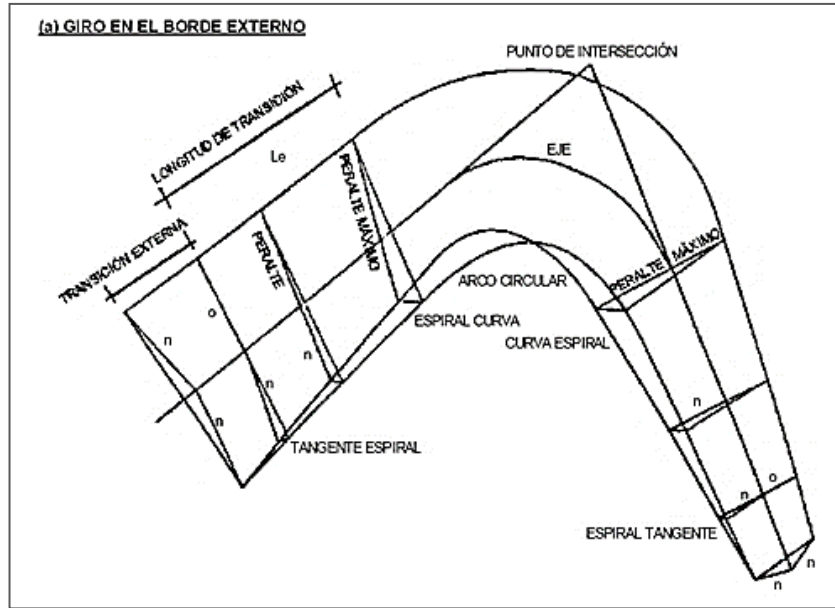 (a) GIRO EN EL BORDE EXTERNO
PUNTO DE INTERSECCIÓN
LONGITUD DE TRANSICIÓN
Le
EJE
PERALTE MÁXIMO
PERALTE
TRANSICIÓN EXTERNA
PERALTE MÁXIMO
ARCO CIRCULAR
ESPIRAL CURVA
CURVA ESPIRAL
n
o
n
n
n
n
TANGENTE ESPIRAL
n
o
ESPIRAL TANGENTE
n
n